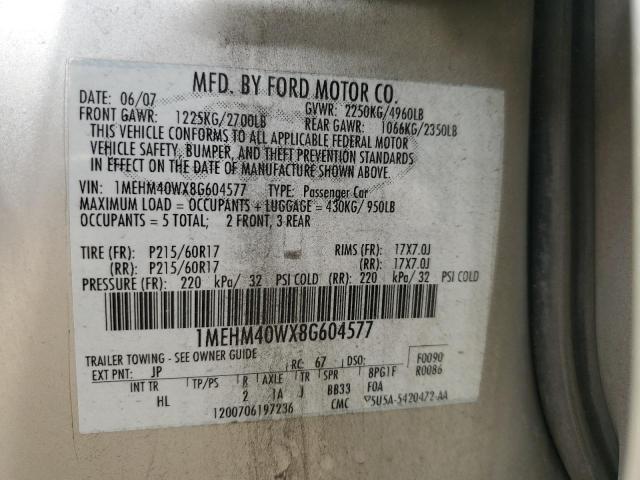 MFD. BY FORD MOTOR CO.
DATE: 06/07 GVWR: 2250KG/4960LB
FRONT GAWR: 1225KG/2700LB REAR GAWR: 1066KG/2350LB
THIS VEHICLE CONFORMS TO ALL APPLICABLE FEDERAL MOTOR
VEHICLE SAFETY, BUMPER, AND THEFT PREVENTION STANDARDS
IN EFFECT ON THE DATE OF MANUFACTURE SHOWN ABOVE.
VIN: 1MEHM40WX8G604577 TYPE: Passenger Car
MAXIMUM LOAD = OCCUPANTS + LUGGAGE = 430KG/ 950LB
OCCUPANTS = 5 TOTAL; 2 FRONT, 3 REAR
TIRE (FR): P215/60R17 RIMS (FR): 17X7.0J
(RR): P215/60R17 (RR): 17X7.0J
PRESSURE (FR): 220 kPa/ 32 PSI COLD (RR): 220 kPa/ 32 PSI COLD
1MEHM40WX8G604577
TRAILER TOWING - SEE OWNER GUIDE
EXT PNT: JP RC: 67 DSO: F0090
R0086
INT TR TP/PS R AXLE TR SPR 8PG1F
HL 2 1A J BB33 FOA
1200706197236 CMC 5U5A-5420472-AA